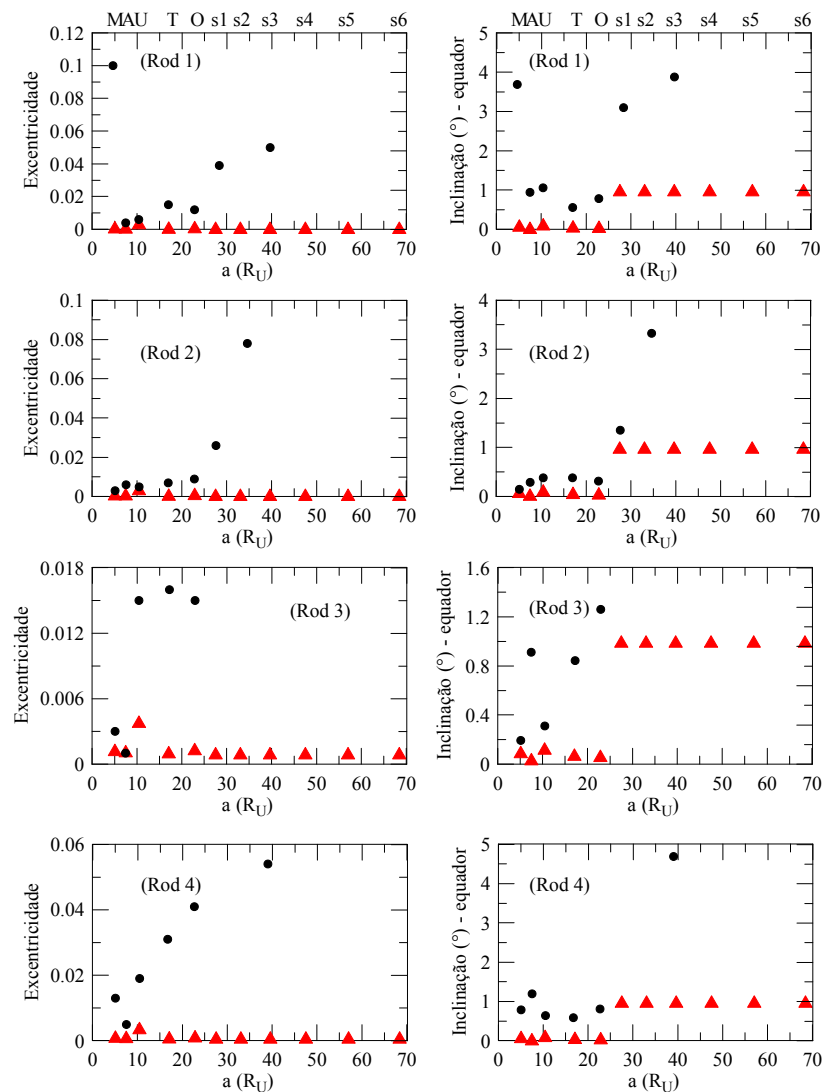 MAU T O s1 s2 s3 s4 s5 s6
MAU T O s1 s2 s3 s4 s5 s6
0.12
0.1
0.08
0.06
0.04
0.02
0
Excentricidade
(Rod 1)
0 10 20 30 40 50 60 70
a (R_U)
5
4
3
2
1
0
Inclinação (°) - equador
(Rod 1)
0 10 20 30 40 50 60 70
a (R_U)
0.1
0.08
0.06
0.04
0.02
0
Excentricidade
(Rod 2)
0 10 20 30 40 50 60 70
a (R_U)
4
3
2
1
0
Inclinação (°) - equador
(Rod 2)
0 10 20 30 40 50 60 70
a (R_U)
0.018
0.012
0.006
0
Excentricidade
(Rod 3)
0 10 20 30 40 50 60 70
a (R_U)
1.6
1.2
0.8
0.4
0
Inclinação (°) - equador
(Rod 3)
0 10 20 30 40 50 60 70
a (R_U)
0.06
0.04
0.02
0
Excentricidade
(Rod 4)
0 10 20 30 40 50 60 70
a (R_U)
5
4
3
2
1
0
Inclinação (°) - equador
(Rod 4)
0 10 20 30 40 50 60 70
a (R_U)